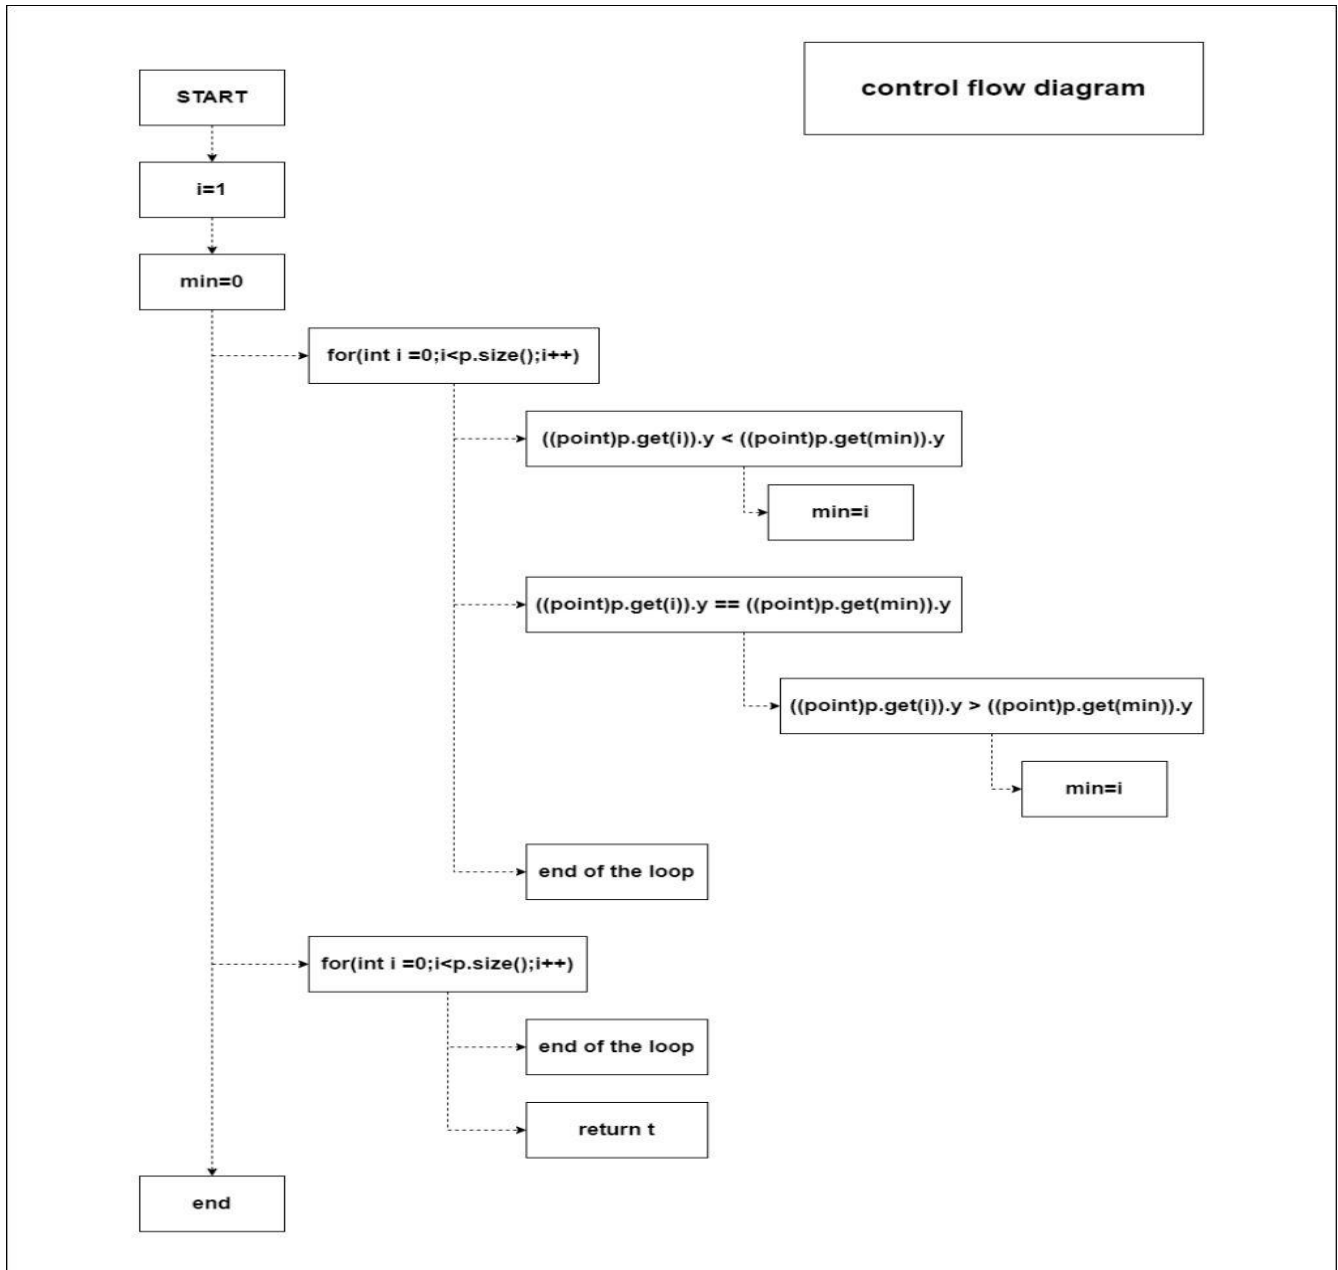 control flow diagram
START
i=1
min=0
for(int i =0;i<p.size();i++)
((point)p.get(i)).y < ((point)p.get(min)).y
min=i
((point)p.get(i)).y == ((point)p.get(min)).y
((point)p.get(i)).y > ((point)p.get(min)).y
min=i
end of the loop
for(int i =0;i<p.size();i++)
end of the loop
return t
end